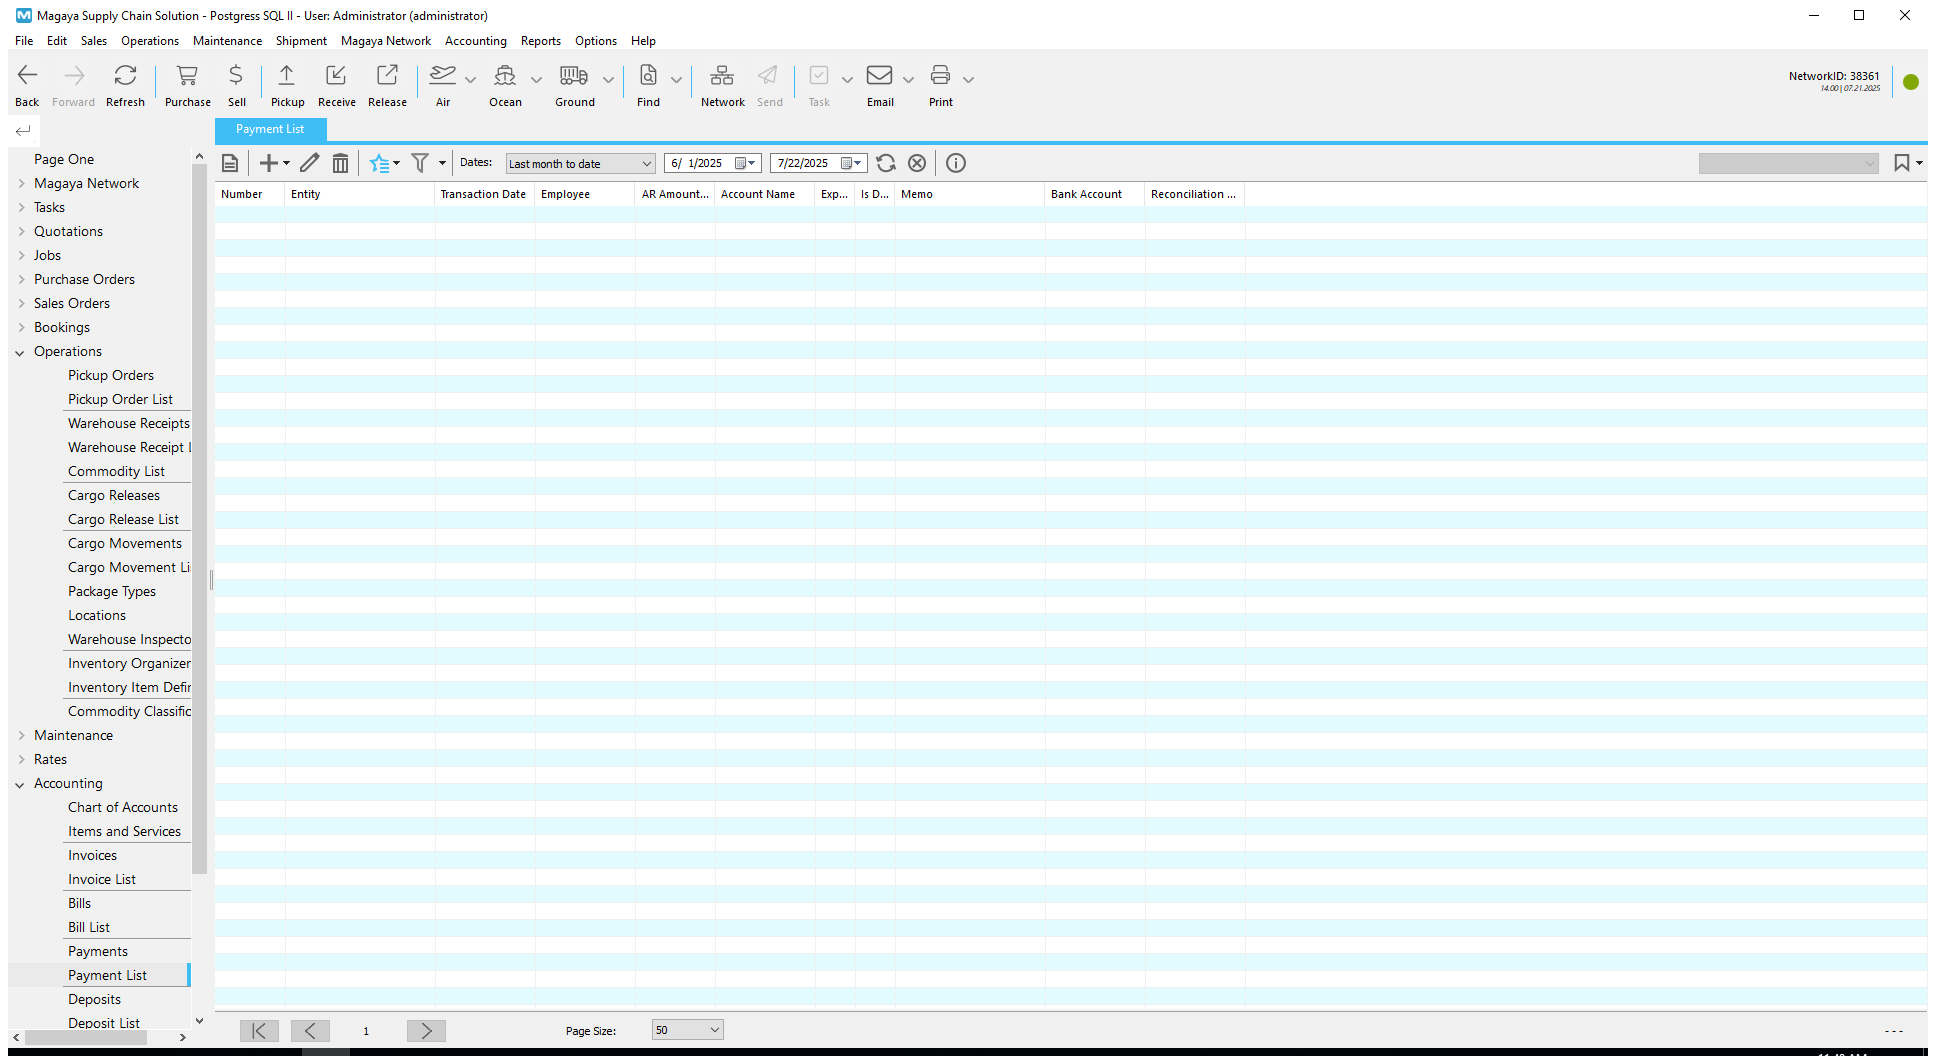 Magaya Supply Chain Solution - Postgress SQL II - User: Administrator (administrator)
File Edit Sales Operations Maintenance Shipment Magaya Network Accounting Reports Options Help
Back Forward Refresh Purchase Sell Pickup Receive Release Air Ocean Ground Find Network Send Task Email Print
NetworkID: 38361
14.00 | 07.21.2025
Payment List
Dates: Last month to date 6/ 1/2025 7/22/2025
Number Entity Transaction Date Employee AR Amount... Account Name Exp... Is D... Memo Bank Account Reconciliation ...
Page One
Magaya Network
Tasks
Quotations
Jobs
Purchase Orders
Sales Orders
Bookings
Operations
Pickup Orders
Pickup Order List
Warehouse Receipts
Warehouse Receipt L
Commodity List
Cargo Releases
Cargo Release List
Cargo Movements
Cargo Movement Li
Package Types
Locations
Warehouse Inspecto
Inventory Organizer
Inventory Item Defin
Commodity Classific
Maintenance
Rates
Accounting
Chart of Accounts
Items and Services
Invoices
Invoice List
Bills
Bill List
Payments
Payment List
Deposits
Deposit List
1 Page Size: 50 - - -